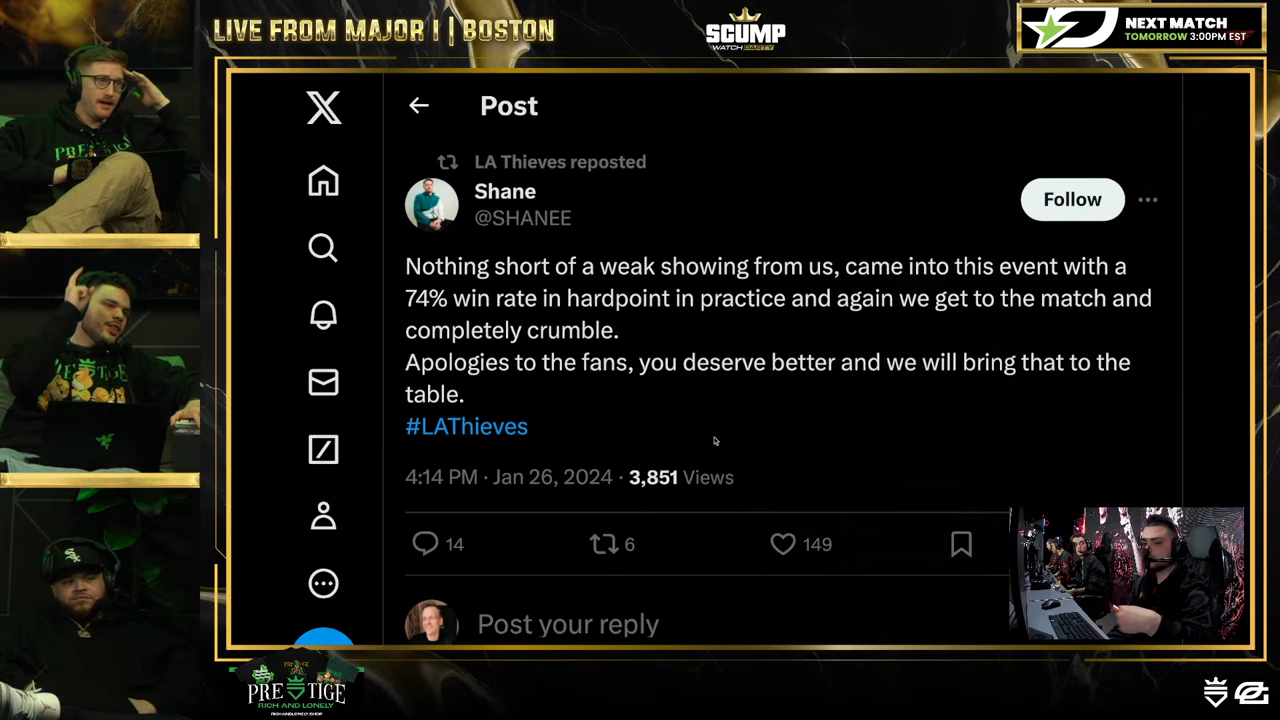 LIVE FROM MAJOR I | BOSTON
SCUMP
WATCH PARTY
NEXT MATCH
TOMORROW 3:00PM EST
Post
LA Thieves reposted
Shane
@SHANEE
Follow
Nothing short of a weak showing from us, came into this event with a
74% win rate in hardpoint in practice and again we get to the match and
completely crumble.
Apologies to the fans, you deserve better and we will bring that to the
table.
#LAThieves
4:14 PM · Jan 26, 2024 · 3,851 Views
14
6
149
Post your reply
PRE TIGE
RICH AND LONELY
RICHANDLONELY.SHOP